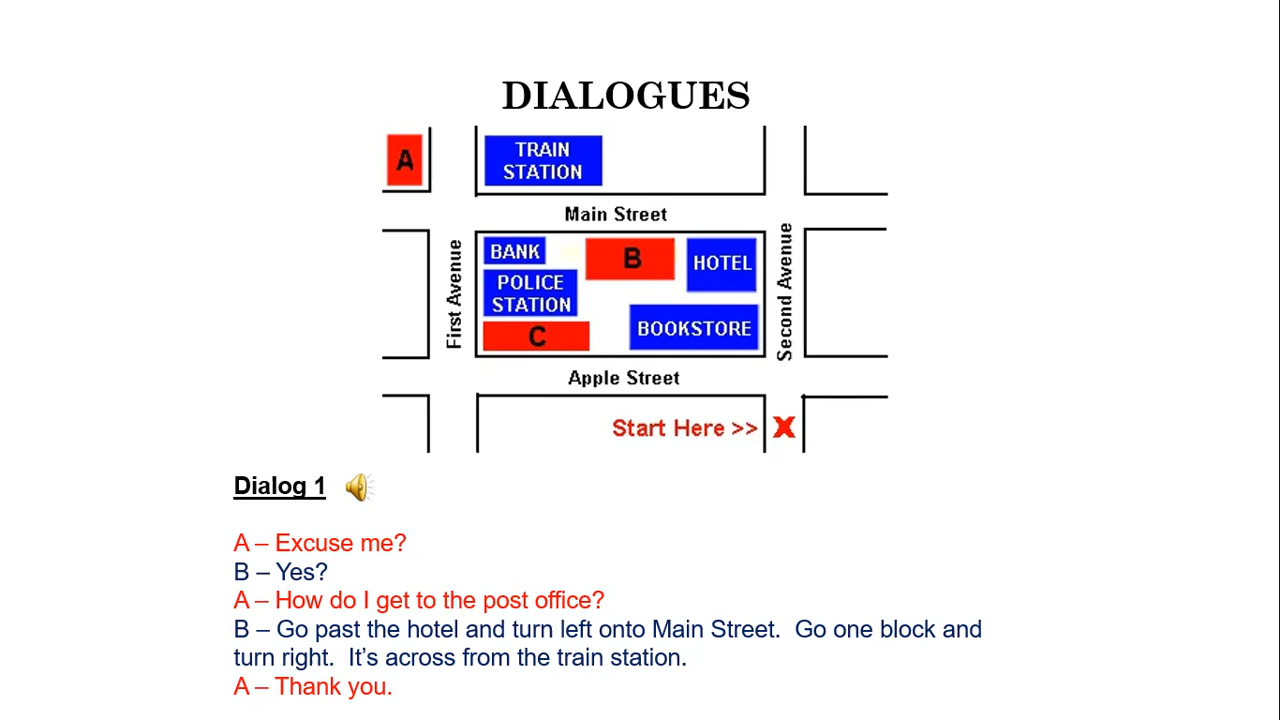 DIALOGUES
A
TRAIN
STATION
Main Street
BANK
B
HOTEL
POLICE
STATION
C
BOOKSTORE
First Avenue
Second Avenue
Apple Street
Start Here >>
X
Dialog 1
A – Excuse me?
B – Yes?
A – How do I get to the post office?
B – Go past the hotel and turn left onto Main Street.  Go one block and
turn right.  It’s across from the train station.
A – Thank you.